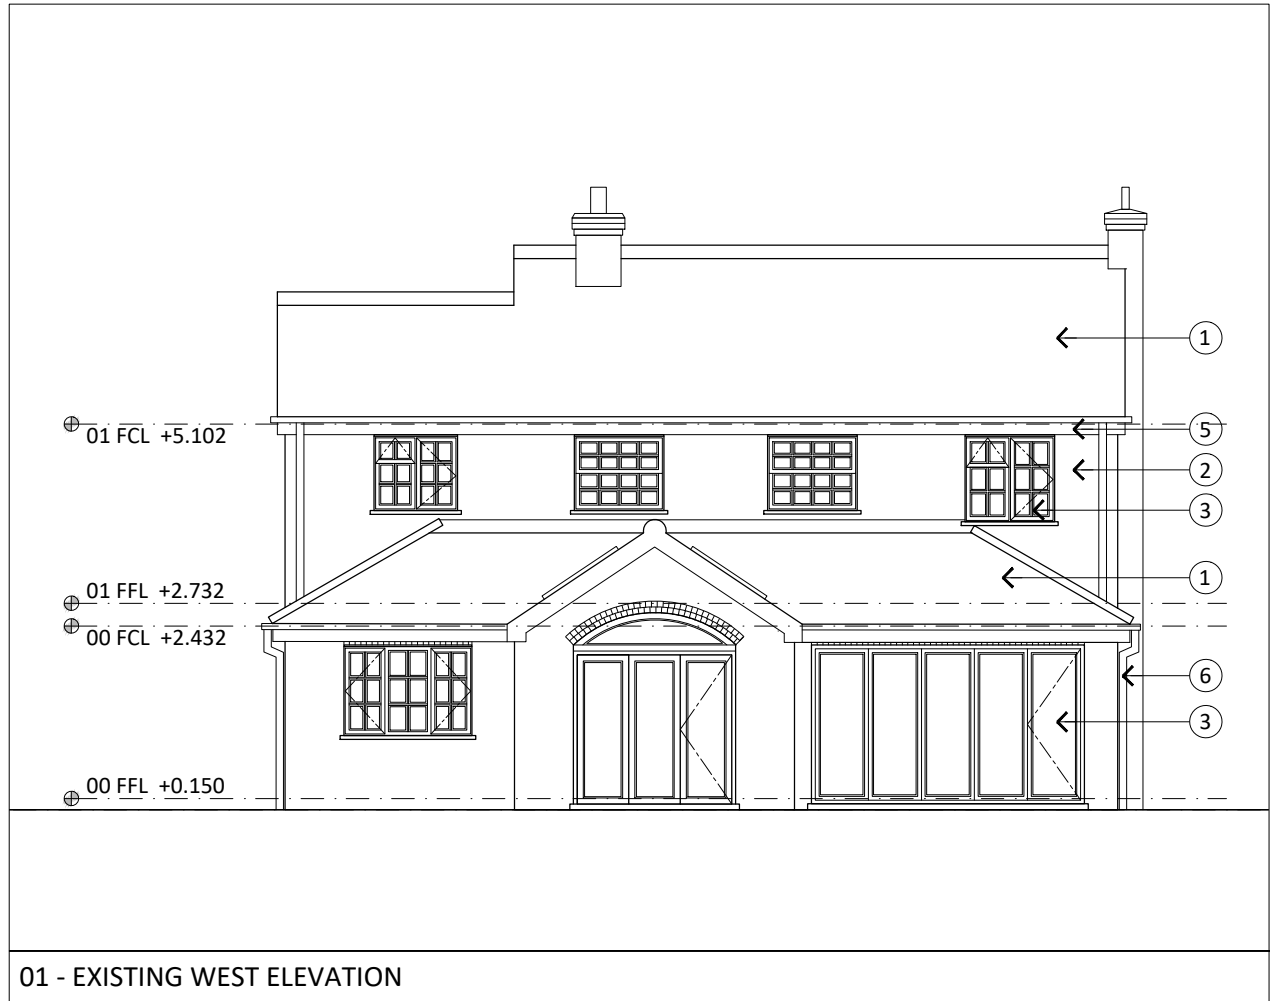 1
01 FCL +5.102
5
2
3
1
01 FFL +2.732
00 FCL +2.432
6
3
00 FFL +0.150
01 - EXISTING WEST ELEVATION